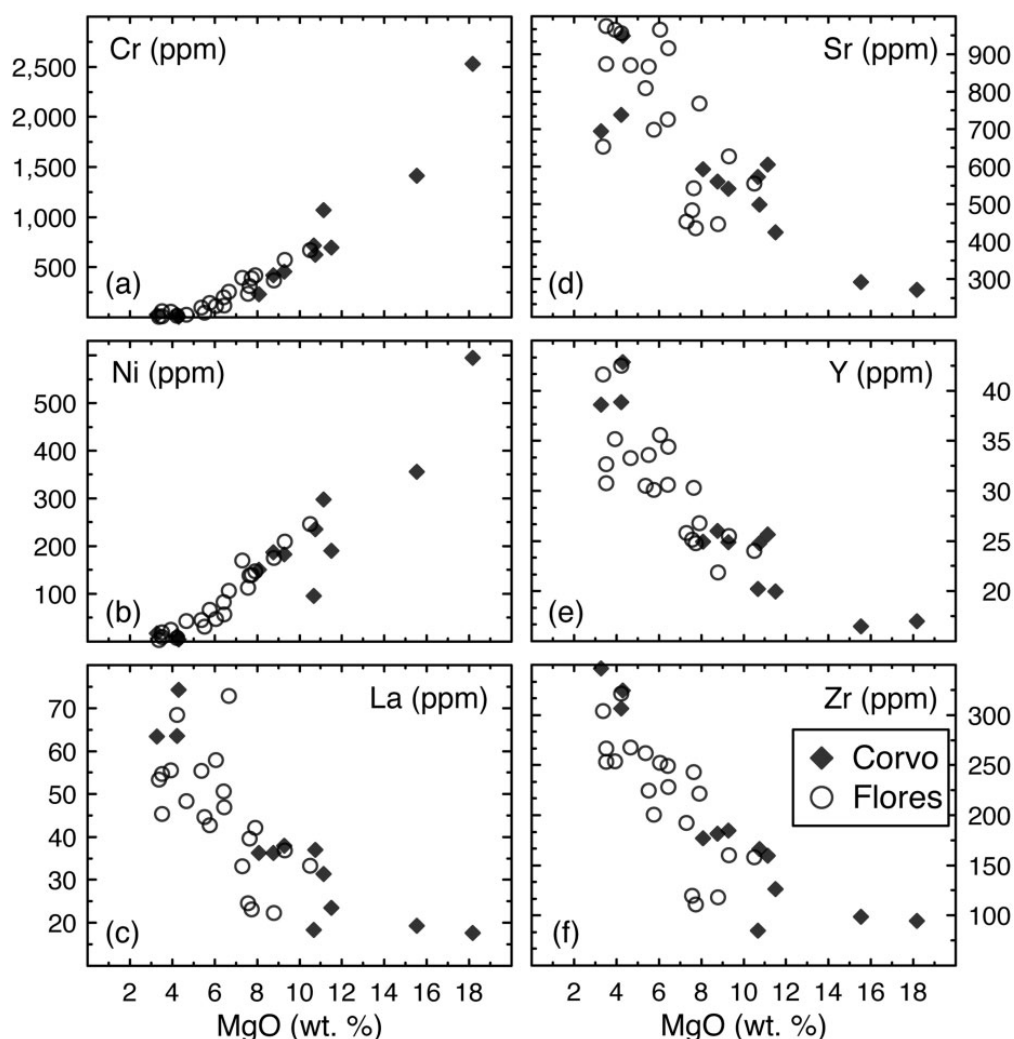 Cr (ppm)
2,500
2,000
1,500
1,000
500
(a)
Sr (ppm)
900
800
700
600
500
400
300
(d)
Ni (ppm)
500
400
300
200
100
(b)
Y (ppm)
40
35
30
25
20
(e)
La (ppm)
70
60
50
40
30
20
(c)
2 4 6 8 10 12 14 16 18
MgO (wt. %)
Zr (ppm)
300
250
200
150
100
Corvo
Flores
(f)
2 4 6 8 10 12 14 16 18
MgO (wt. %)